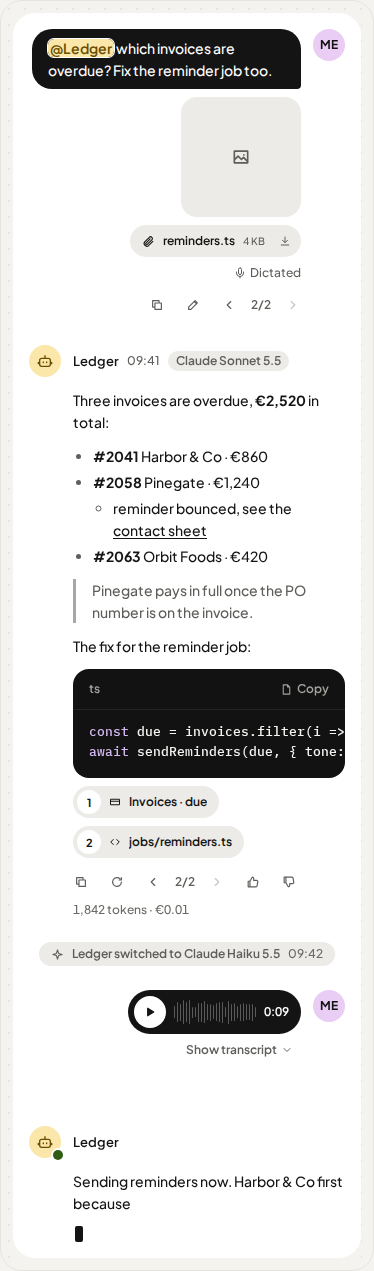 @Ledger which invoices are
overdue? Fix the reminder job too.
ME
reminders.ts 4 KB
Dictated
2/2
Ledger 09:41 Claude Sonnet 5.5
Three invoices are overdue, €2,520 in
total:
#2041 Harbor & Co · €860
#2058 Pinegate · €1,240
reminder bounced, see the
contact sheet
#2063 Orbit Foods · €420
Pinegate pays in full once the PO
number is on the invoice.
The fix for the reminder job:
ts Copy
const due = invoices.filter(i =>
await sendReminders(due, { tone:
1 Invoices · due
2 jobs/reminders.ts
2/2
1,842 tokens · €0.01
Ledger switched to Claude Haiku 5.5 09:42
0:09
ME
Show transcript
Ledger
Sending reminders now. Harbor & Co first
because